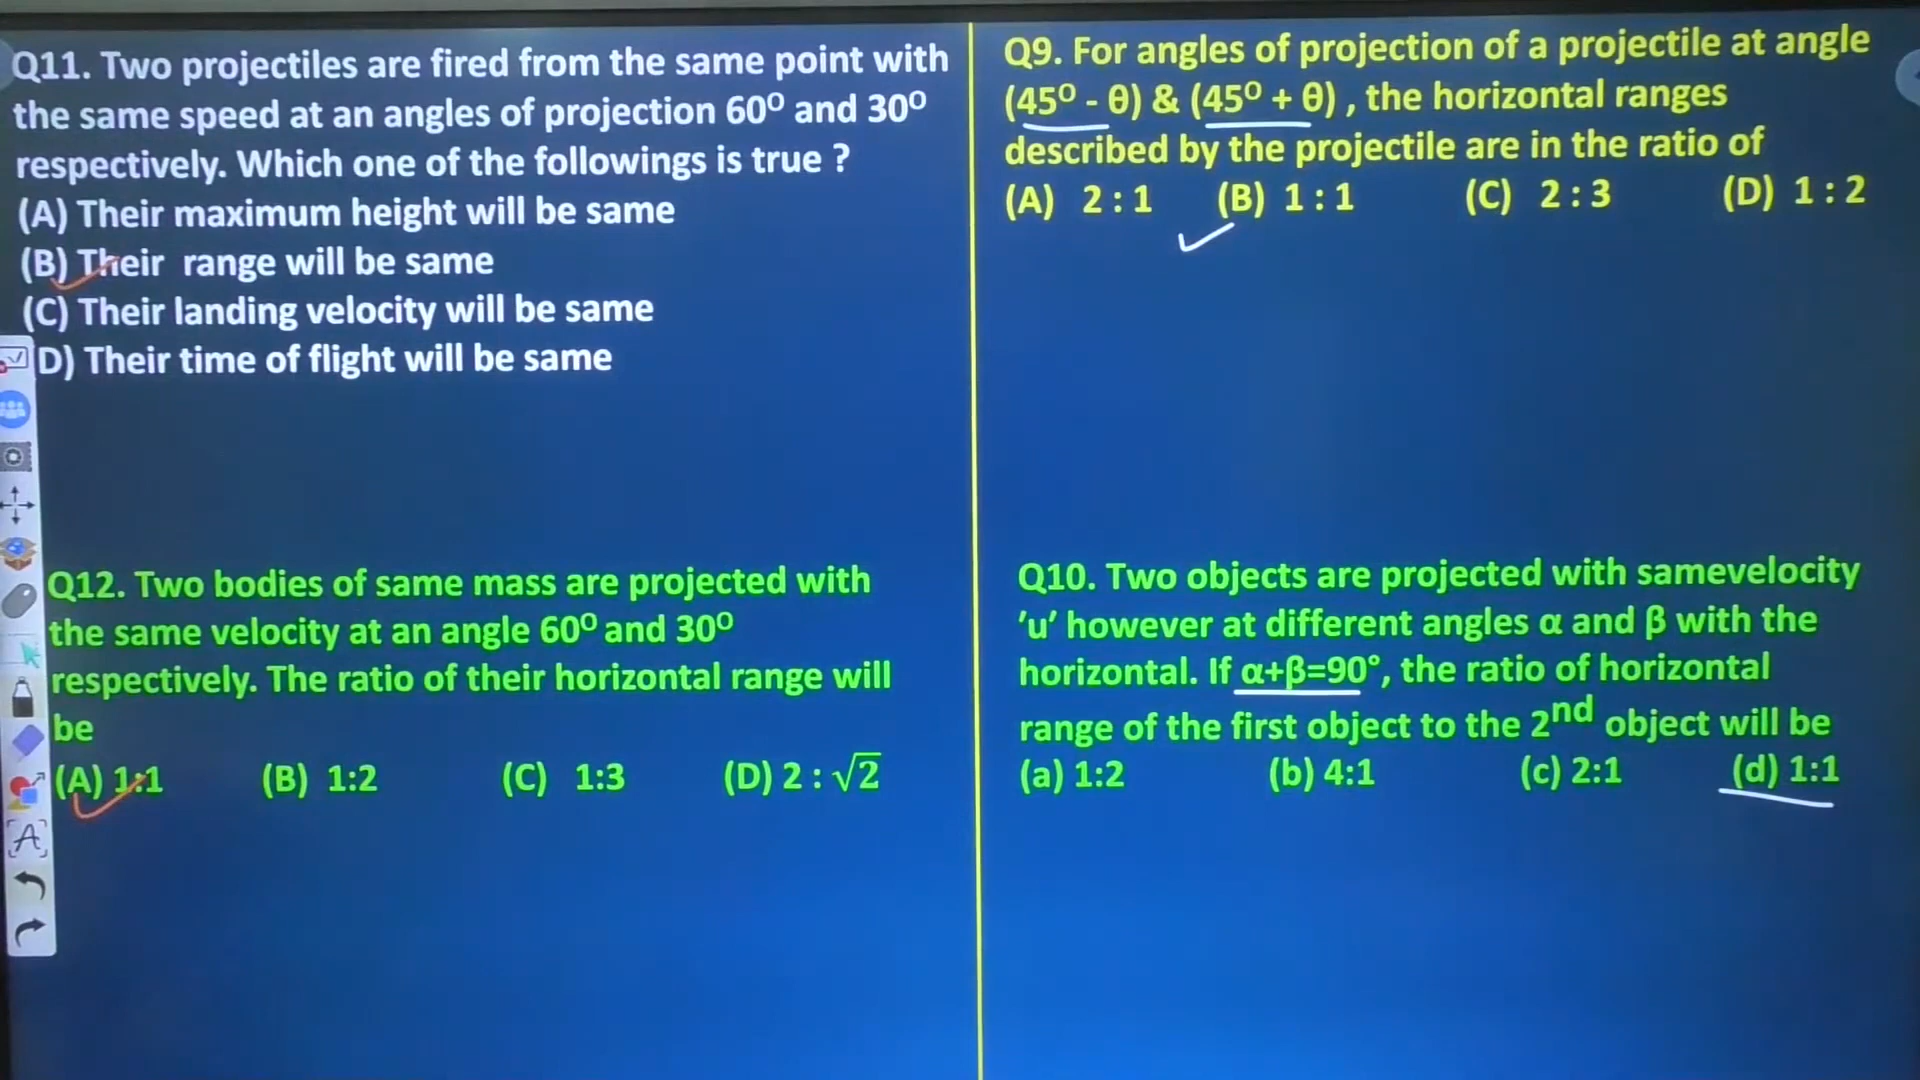 Q11. Two projectiles are fired from the same point with
the same speed at an angles of projection 60⁰ and 30⁰
respectively. Which one of the followings is true ?
(A) Their maximum height will be same
(B) Their range will be same
(C) Their landing velocity will be same
D) Their time of flight will be same
Q12. Two bodies of same mass are projected with
the same velocity at an angle 60⁰ and 30⁰
respectively. The ratio of their horizontal range will
be
(A) 1:1 (B) 1:2 (C) 1:3 (D) 2 : √2
Q9. For angles of projection of a projectile at angle
(45⁰ - θ) & (45⁰ + θ) , the horizontal ranges
described by the projectile are in the ratio of
(A) 2 : 1 (B) 1 : 1 (C) 2 : 3 (D) 1 : 2
Q10. Two objects are projected with samevelocity
'u' however at different angles α and β with the
horizontal. If α+β=90°, the ratio of horizontal
range of the first object to the 2ⁿᵈ object will be
(a) 1:2 (b) 4:1 (c) 2:1 (d) 1:1